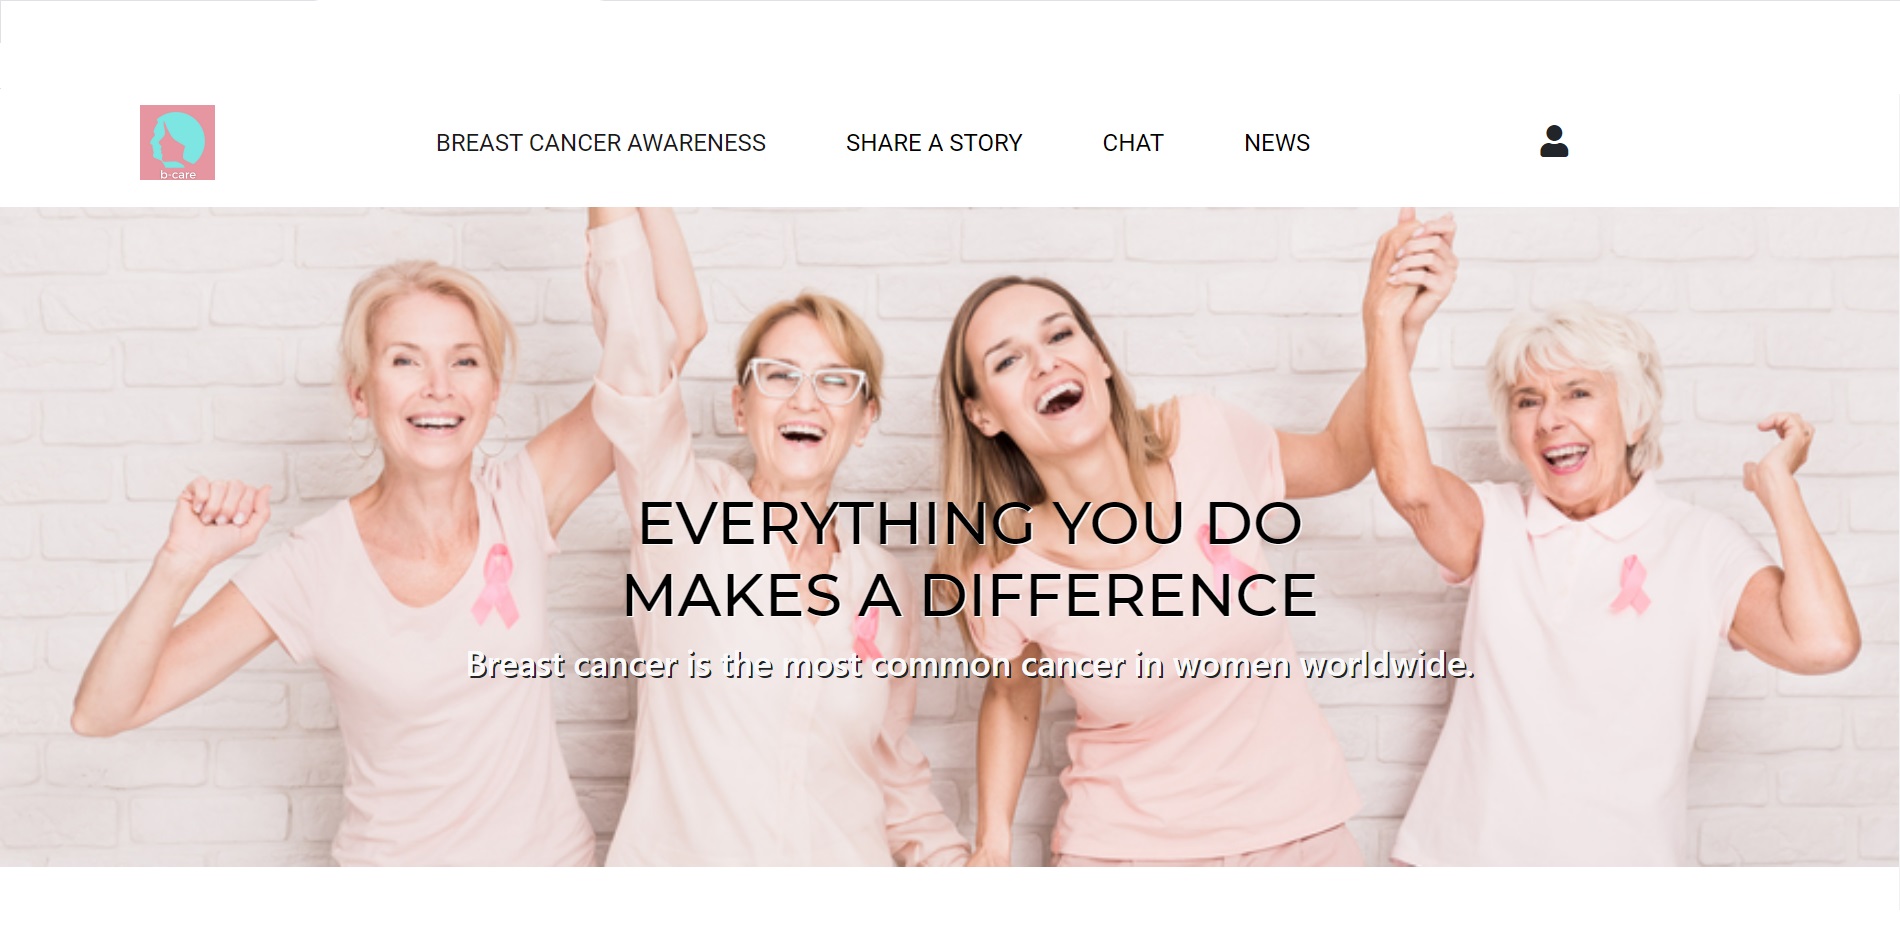 b-care
BREAST CANCER AWARENESS
SHARE A STORY
CHAT
NEWS
EVERYTHING YOU DO
MAKES A DIFFERENCE
Breast cancer is the most common cancer in women worldwide.